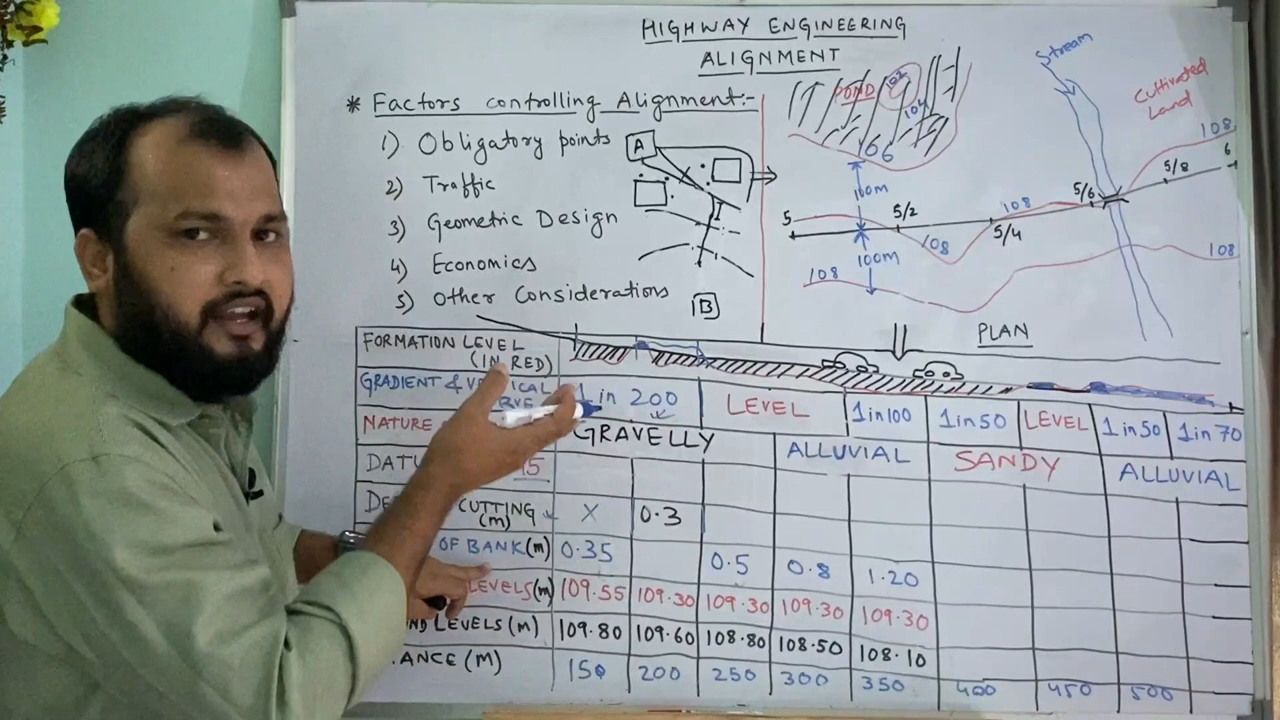 HIGHWAY ENGINEERING
ALIGNMENT
* Factors controlling Alignment:-
1) Obligatory points
2) Traffic
3) Geometric Design
4) Economics
5) Other Considerations
A
B
POND
102
104
66
100m
100m
5
5/2
5/4
5/6
5/8
6
108
108
108
108
108
Stream
Cultivated
Land
PLAN
FORMATION LEVEL
(IN RED)
GRADIENT & VERTICAL 1 in 200 LEVEL 1 in 100 1 in 50 LEVEL 1 in 50 1 in 70
NATURE GRAVELLY ALLUVIAL SANDY ALLUVIAL
CUTTING (m) X 0.3
OF BANK (m) 0.35 0.5 0.8 1.20
LEVELS (m) 109.55 109.30 109.30 109.30 109.30
LEVELS (M) 109.80 109.60 108.80 108.50 108.10
150 200 250 300 350 400 450 500